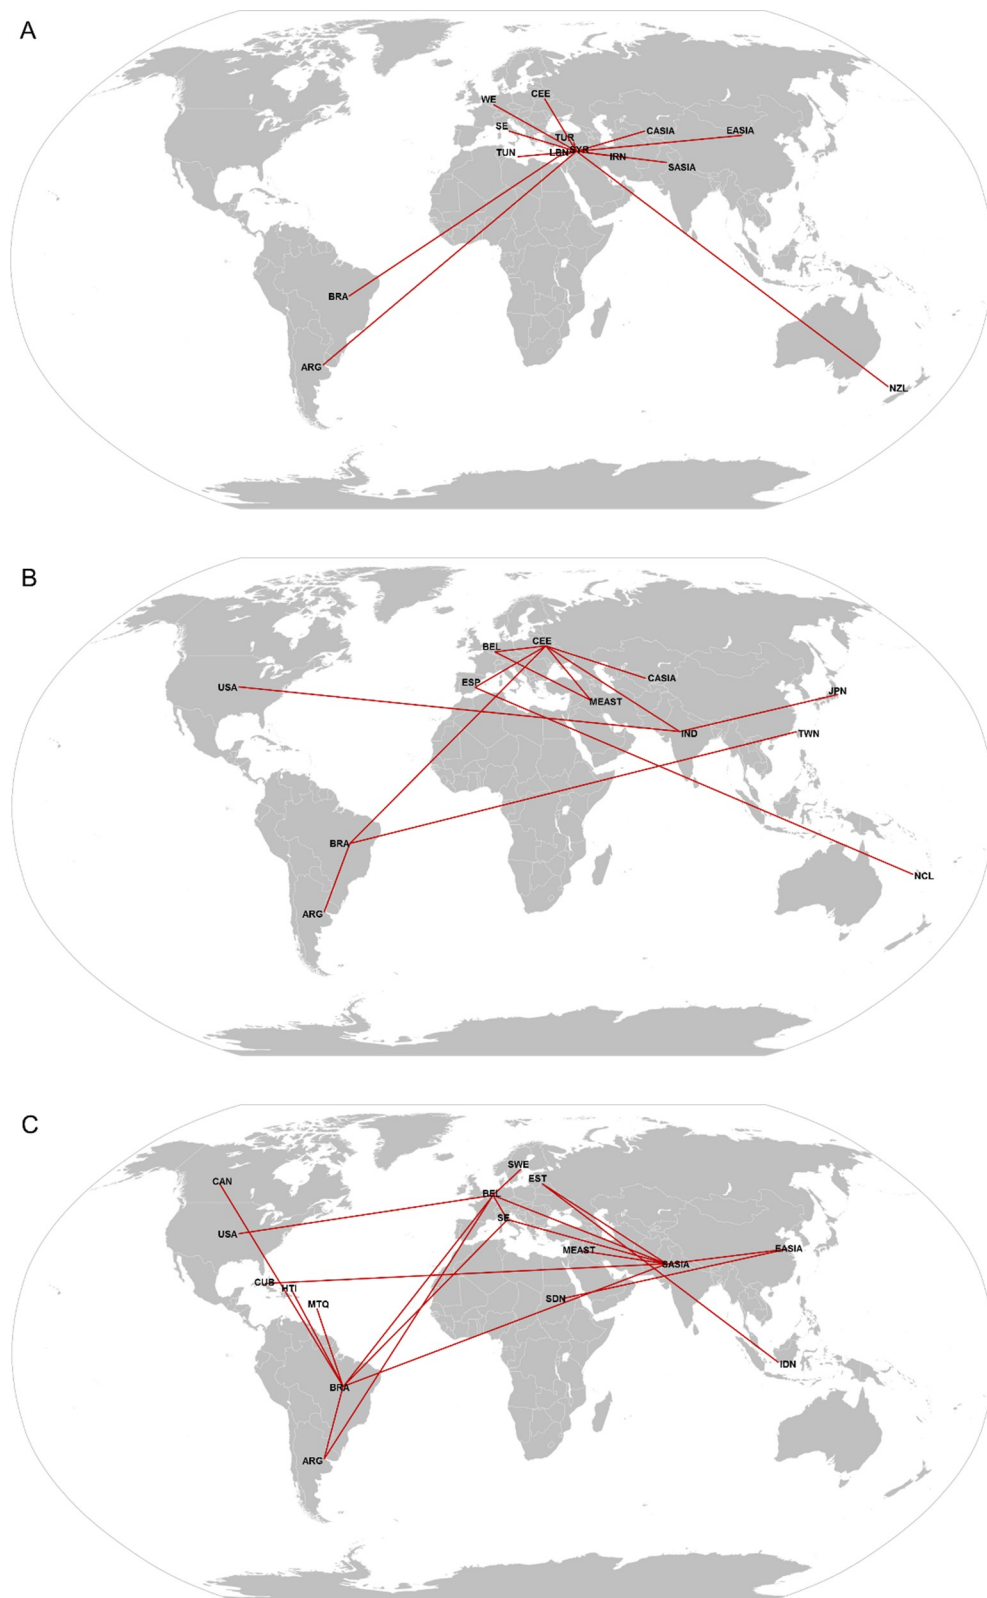 A
WE
CEE
SE
TUR
CASIA
EASIA
TUN
LBN
SYR
IRN
SASIA
BRA
ARG
NZL
B
BEL
CEE
ESP
CASIA
USA
MEAST
JPN
IND
TWN
BRA
NCL
ARG
C
SWE
CAN
EST
BEL
SE
USA
MEAST
EASIA
SASIA
CUB
HTI
MTQ
SDN
IDN
BRA
ARG